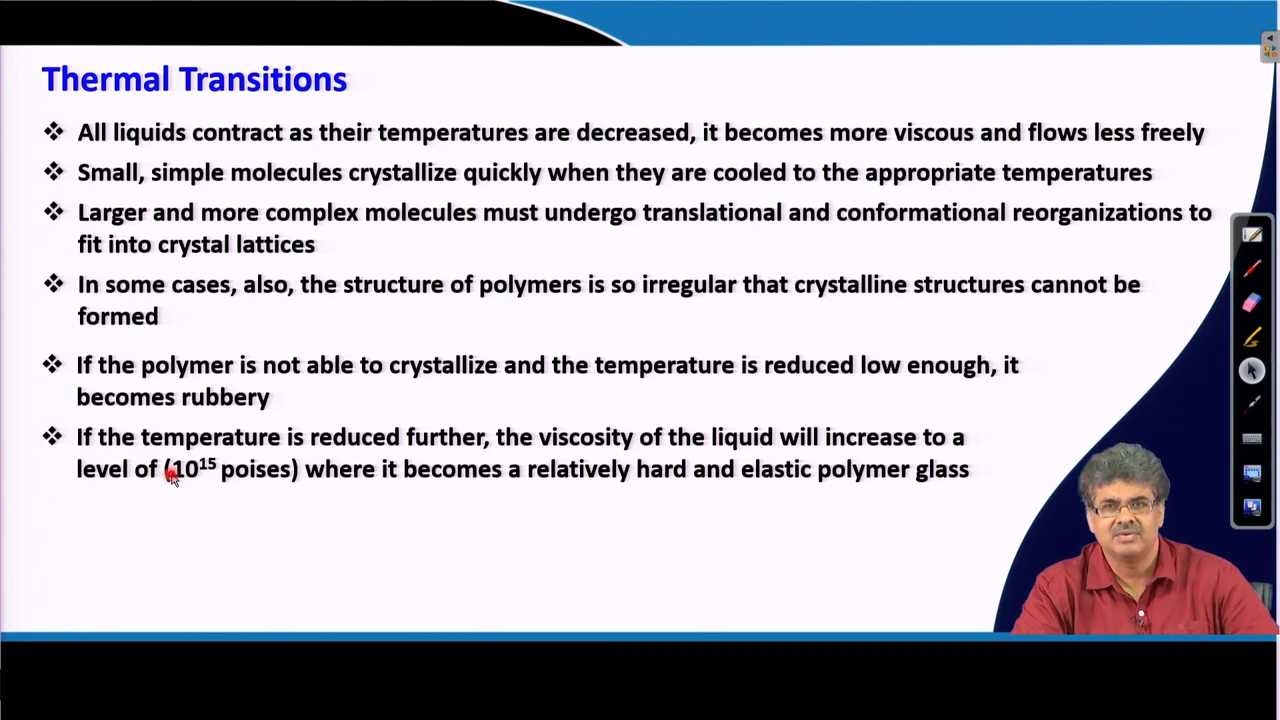 Thermal Transitions
❖ All liquids contract as their temperatures are decreased, it becomes more viscous and flows less freely
❖ Small, simple molecules crystallize quickly when they are cooled to the appropriate temperatures
❖ Larger and more complex molecules must undergo translational and conformational reorganizations to
fit into crystal lattices
❖ In some cases, also, the structure of polymers is so irregular that crystalline structures cannot be
formed
❖ If the polymer is not able to crystallize and the temperature is reduced low enough, it
becomes rubbery
❖ If the temperature is reduced further, the viscosity of the liquid will increase to a
level of (10¹⁵ poises) where it becomes a relatively hard and elastic polymer glass